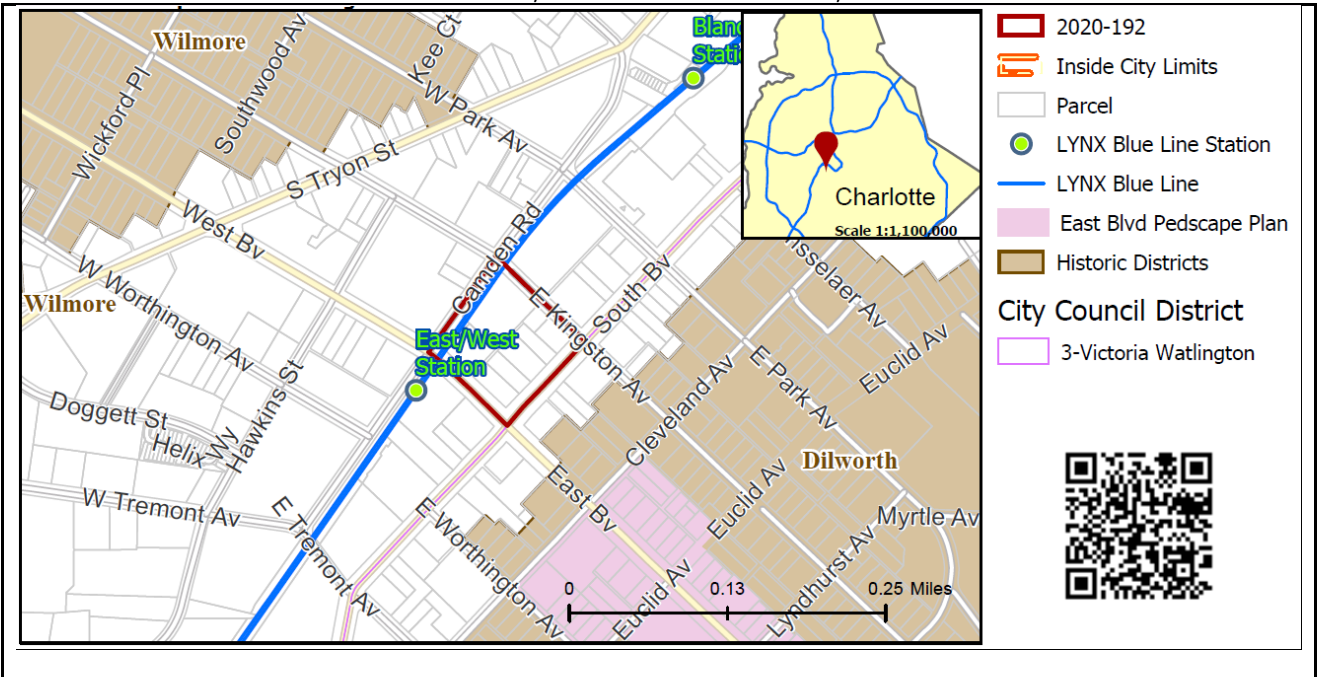 Wilmore
Southwood Av
Kee Ct
Wickford Pl
W Park Av
S Tryon St
West Bv
W Worthington Av
Wilmore
Camden Rd
E Kingston Av
South Bv
East/West
Station
Hawkins St
Doggett St
Helix Wy
W Tremont Av
E Tremont Av
E Worthington Av
East Bv
Cleveland Av
Euclid Av
Euclid Av
Euclid Av
E Park Av
Dilworth
Myrtle Av
Lyndhurst Av
0 0.13 0.25 Miles
Charlotte
Scale 1:1,100,000
2020-192
Inside City Limits
Parcel
LYNX Blue Line Station
LYNX Blue Line
East Blvd Pedscape Plan
Historic Districts
City Council District
3-Victoria Watlington